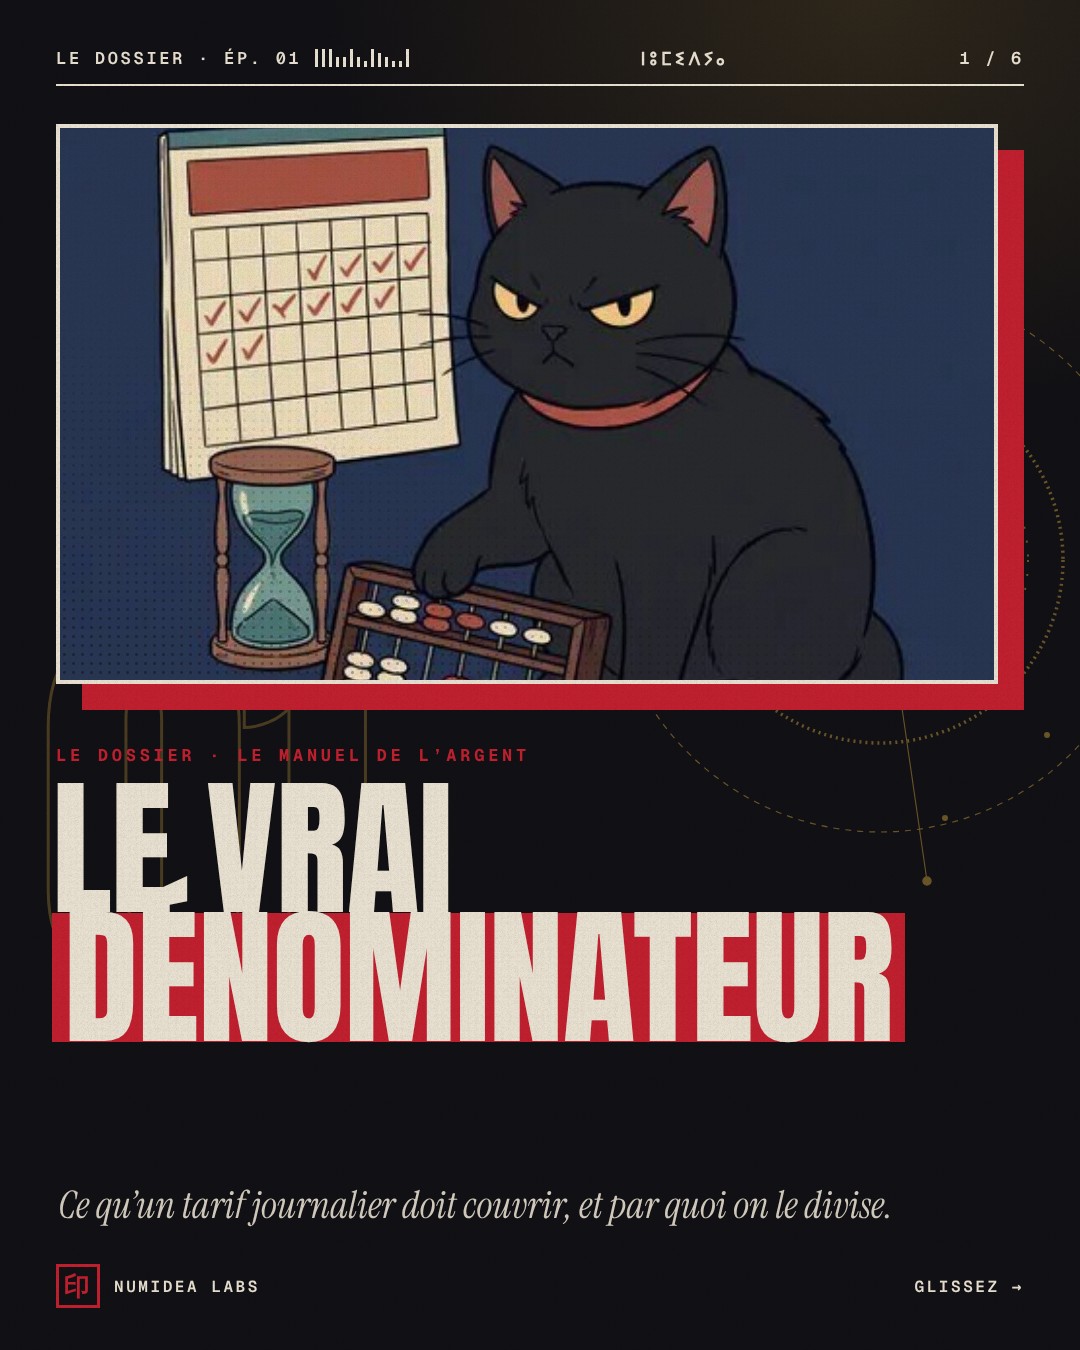 LE DOSSIER · ÉP. 01
ⵏⵓⵎⵉⴷⵢⴰ
1 / 6
LE DOSSIER · LE MANUEL DE L’ARGENT
LE VRAI
DÉNOMINATEUR
Ce qu’un tarif journalier doit couvrir, et par quoi on le divise.
印 NUMIDEA LABS
GLISSEZ →